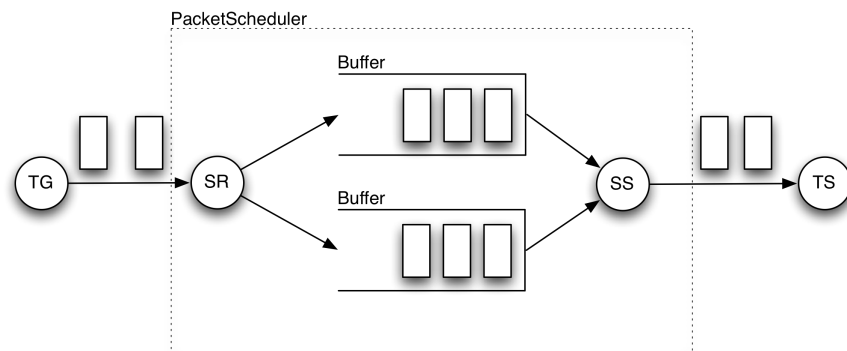 PacketScheduler
Buffer
TG
SR
SS
TS
Buffer